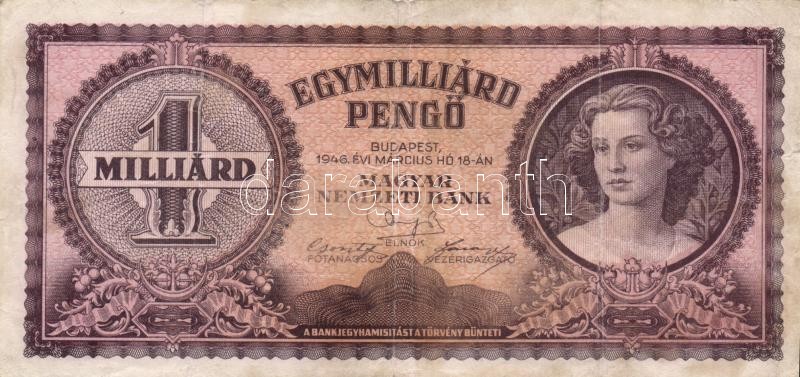 1
MILLIÁRD
EGYMILLIÁRD
PENGŐ
BUDAPEST,
1946. ÉVI MÁRCIUS HÓ 18-ÁN
MAGYAR
NEMZETI BANK
ELNÖK
FŐTANÁCSOS VEZÉRIGAZGATÓ
A BANKJEGYHAMISITÁST A TÖRVÉNY BÜNTETI
darabanth